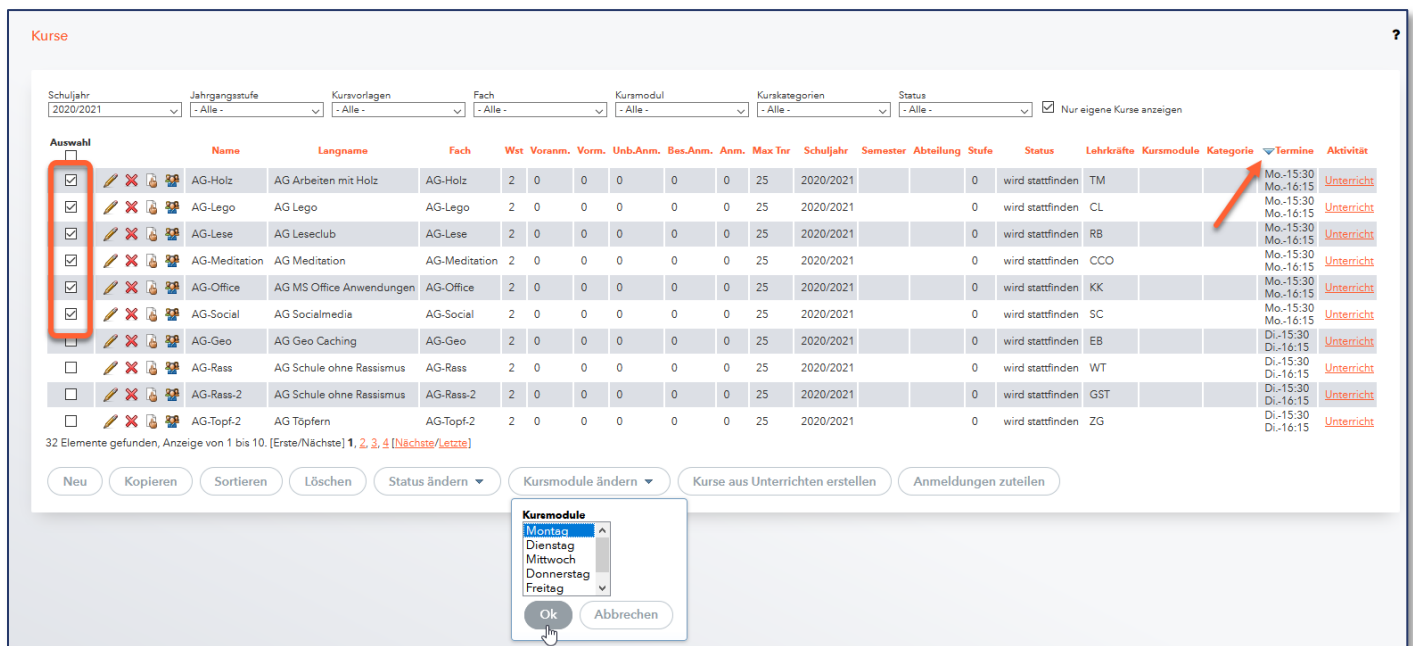 Kurse
?
Schuljahr Jahrgangsstufe Kursvorlagen Fach Kursmodul Kurskategorien Status
2020/2021 - Alle - - Alle - - Alle - - Alle - - Alle - - Alle - Nur eigene Kurse anzeigen
Auswahl
Name Langname Fach Wst Voranm. Vorm. Unb.Anm. Bes.Anm. Anm. Max Tnr Schuljahr Semester Abteilung Stufe Status Lehrkräfte Kursmodule Kategorie Termine Aktivität
AG-Holz AG Arbeiten mit Holz AG-Holz 2 0 0 0 0 0 25 2020/2021 0 wird stattfinden TM Mo.-15:30 Mo.-16:15 Unterricht
AG-Lego AG Lego AG-Lego 2 0 0 0 0 0 25 2020/2021 0 wird stattfinden CL Mo.-15:30 Mo.-16:15 Unterricht
AG-Lese AG Leseclub AG-Lese 2 0 0 0 0 0 25 2020/2021 0 wird stattfinden RB Mo.-15:30 Mo.-16:15 Unterricht
AG-Meditation AG Meditation AG-Meditation 2 0 0 0 0 0 25 2020/2021 0 wird stattfinden CCO Mo.-15:30 Mo.-16:15 Unterricht
AG-Office AG MS Office Anwendungen AG-Office 2 0 0 0 0 0 25 2020/2021 0 wird stattfinden KK Mo.-15:30 Mo.-16:15 Unterricht
AG-Social AG Socialmedia AG-Social 2 0 0 0 0 0 25 2020/2021 0 wird stattfinden SC Mo.-15:30 Mo.-16:15 Unterricht
AG-Geo AG Geo Caching AG-Geo 2 0 0 0 0 0 25 2020/2021 0 wird stattfinden EB Di.-15:30 Di.-16:15 Unterricht
AG-Rass AG Schule ohne Rassismus AG-Rass 2 0 0 0 0 0 25 2020/2021 0 wird stattfinden WT Di.-15:30 Di.-16:15 Unterricht
AG-Rass-2 AG Schule ohne Rassismus AG-Rass-2 2 0 0 0 0 0 25 2020/2021 0 wird stattfinden GST Di.-15:30 Di.-16:15 Unterricht
AG-Topf-2 AG Töpfern AG-Topf-2 2 0 0 0 0 0 25 2020/2021 0 wird stattfinden ZG Di.-15:30 Di.-16:15 Unterricht
32 Elemente gefunden, Anzeige von 1 bis 10. [Erste/Nächste] 1, 2, 3, 4 [Nächste/Letzte]
Neu Kopieren Sortieren Löschen Status ändern Kursmodule ändern Kurse aus Unterrichten erstellen Anmeldungen zuteilen
Kursmodule
Montag
Dienstag
Mittwoch
Donnerstag
Freitag
Ok Abbrechen